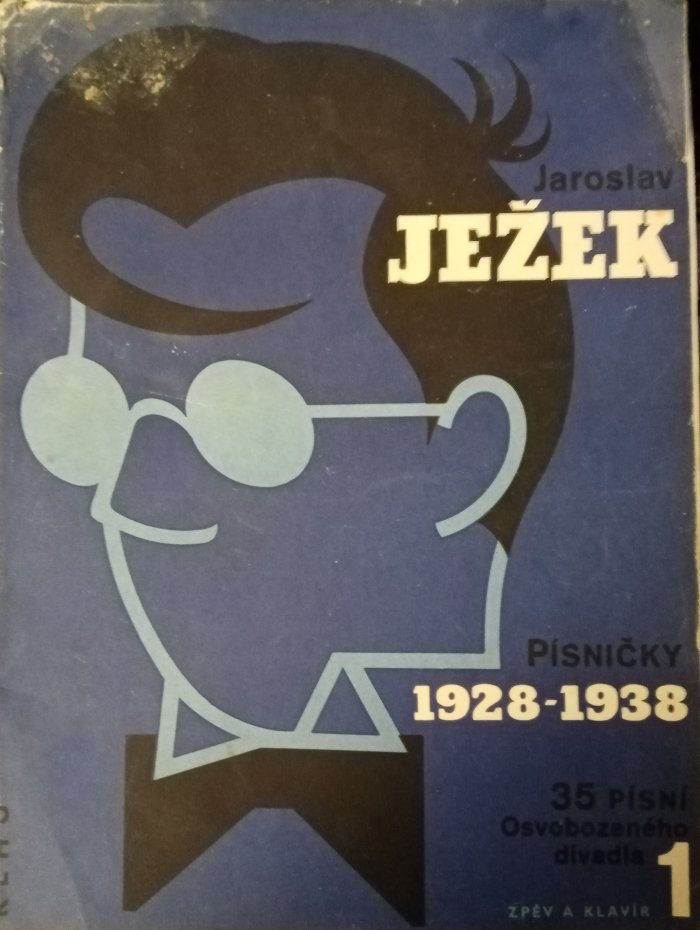 Jaroslav
JEŽEK
PÍSNIČKY
1928-1938
35 PÍSNÍ
Osvobozeného
divadla 1
ZPĚV A KLAVÍR